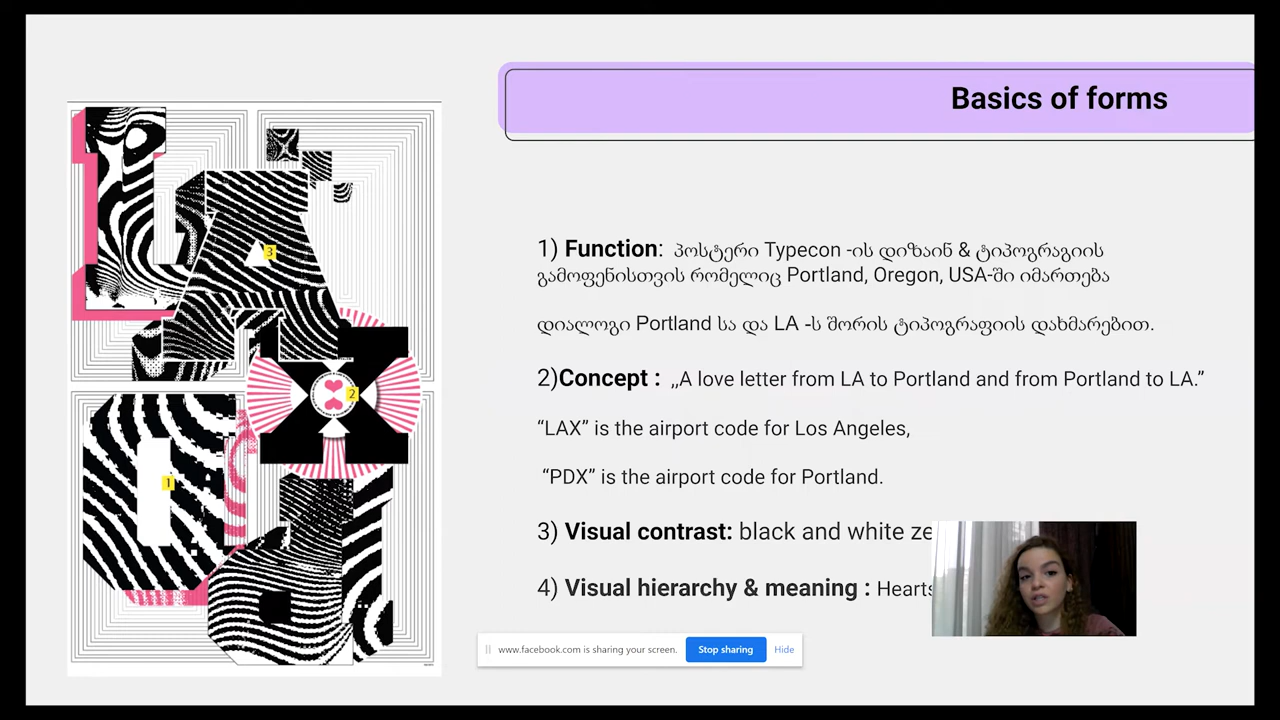 Basics of forms
1) Function: პოსტერი Typecon -ის დიზაინ & ტიპოგრაგიის
გამოფენისთვის რომელიც Portland, Oregon, USA-ში იმართება
დიალოგი Portland სა და LA -ს შორის ტიპოგრაფიის დახმარებით.
2)Concept : ,,A love letter from LA to Portland and from Portland to LA.”
“LAX” is the airport code for Los Angeles,
“PDX” is the airport code for Portland.
3) Visual contrast: black and white ze
4) Visual hierarchy & meaning : Hearts
www.facebook.com is sharing your screen. Stop sharing Hide
L
A
3
X
2
1
P
d